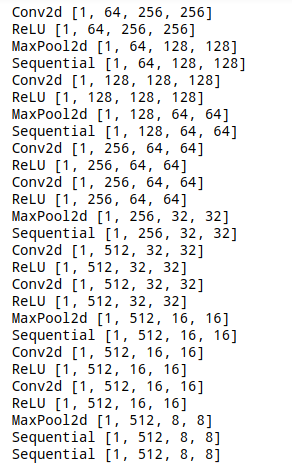 Conv2d [1, 64, 256, 256]
ReLU [1, 64, 256, 256]
MaxPool2d [1, 64, 128, 128]
Sequential [1, 64, 128, 128]
Conv2d [1, 128, 128, 128]
ReLU [1, 128, 128, 128]
MaxPool2d [1, 128, 64, 64]
Sequential [1, 128, 64, 64]
Conv2d [1, 256, 64, 64]
ReLU [1, 256, 64, 64]
Conv2d [1, 256, 64, 64]
ReLU [1, 256, 64, 64]
MaxPool2d [1, 256, 32, 32]
Sequential [1, 256, 32, 32]
Conv2d [1, 512, 32, 32]
ReLU [1, 512, 32, 32]
Conv2d [1, 512, 32, 32]
ReLU [1, 512, 32, 32]
MaxPool2d [1, 512, 16, 16]
Sequential [1, 512, 16, 16]
Conv2d [1, 512, 16, 16]
ReLU [1, 512, 16, 16]
Conv2d [1, 512, 16, 16]
ReLU [1, 512, 16, 16]
MaxPool2d [1, 512, 8, 8]
Sequential [1, 512, 8, 8]
Sequential [1, 512, 8, 8]